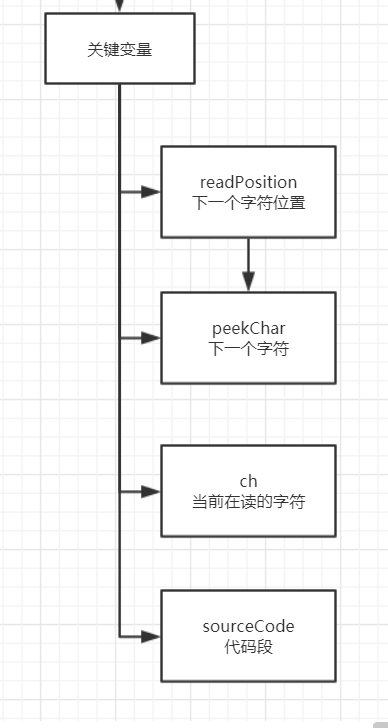 关键变量
readPosition
下一个字符位置
peekChar
下一个字符
ch
当前在读的字符
sourceCode
代码段